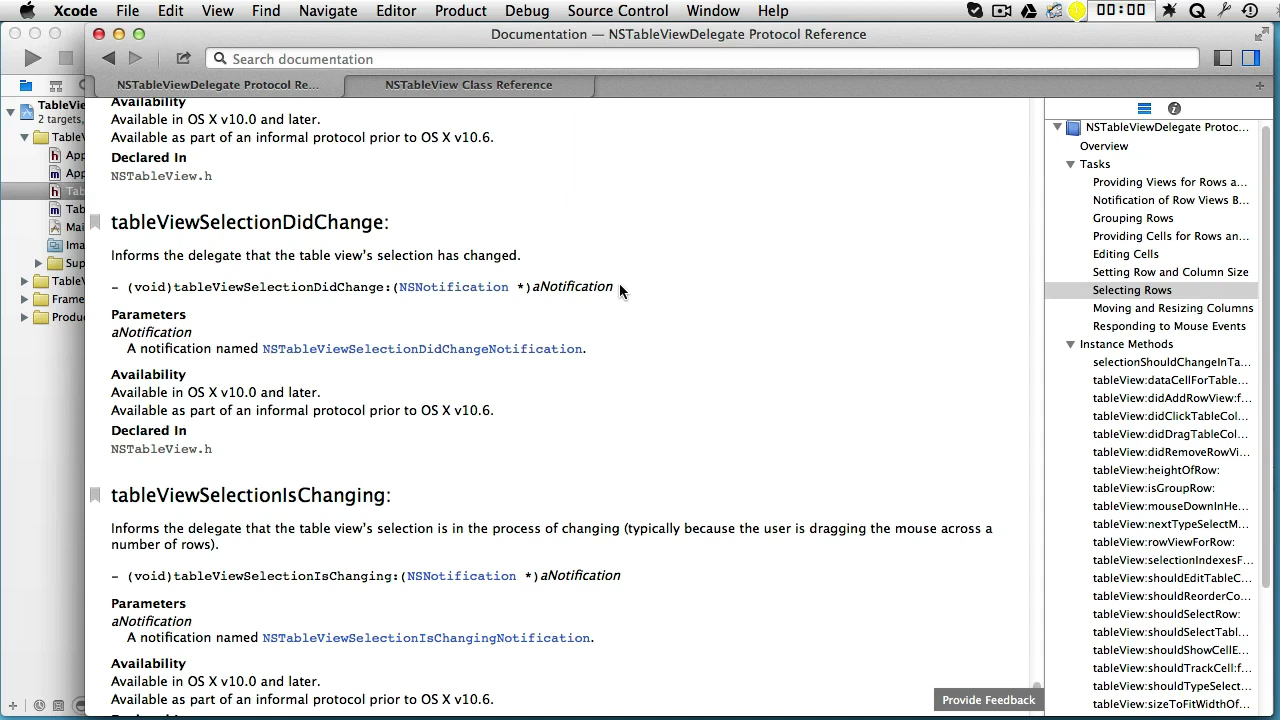 Xcode File Edit View Find Navigate Editor Product Debug Source Control Window Help 00:00
Documentation — NSTableViewDelegate Protocol Reference
Search documentation
NSTableViewDelegate Protocol Re... NSTableView Class Reference
TableVi
2 targets,
TableV
App
App
Tab
Tab
Mai
Ima
Sup
TableV
Frame
Produ
Availability
Available in OS X v10.0 and later.
Available as part of an informal protocol prior to OS X v10.6.
Declared In
NSTableView.h
tableViewSelectionDidChange:
Informs the delegate that the table view's selection has changed.
- (void)tableViewSelectionDidChange:(NSNotification *)aNotification
Parameters
aNotification
A notification named NSTableViewSelectionDidChangeNotification.
Availability
Available in OS X v10.0 and later.
Available as part of an informal protocol prior to OS X v10.6.
Declared In
NSTableView.h
tableViewSelectionIsChanging:
Informs the delegate that the table view's selection is in the process of changing (typically because the user is dragging the mouse across a
number of rows).
- (void)tableViewSelectionIsChanging:(NSNotification *)aNotification
Parameters
aNotification
A notification named NSTableViewSelectionIsChangingNotification.
Availability
Available in OS X v10.0 and later.
Available as part of an informal protocol prior to OS X v10.6.
Provide Feedback
NSTableViewDelegate Protoc...
Overview
Tasks
Providing Views for Rows a...
Notification of Row Views B...
Grouping Rows
Providing Cells for Rows an...
Editing Cells
Setting Row and Column Size
Selecting Rows
Moving and Resizing Columns
Responding to Mouse Events
Instance Methods
selectionShouldChangeInTa...
tableView:dataCellForTable...
tableView:didAddRowView:f...
tableView:didClickTableCol...
tableView:didDragTableCol...
tableView:didRemoveRowVi...
tableView:heightOfRow:
tableView:isGroupRow:
tableView:mouseDownInHe...
tableView:nextTypeSelectM...
tableView:rowViewForRow:
tableView:selectionIndexesF...
tableView:shouldEditTableC...
tableView:shouldReorderCo...
tableView:shouldSelectRow:
tableView:shouldSelectTabl...
tableView:shouldShowCellE...
tableView:shouldTrackCell:f...
tableView:shouldTypeSelect...
tableView:sizeToFitWidthOf...